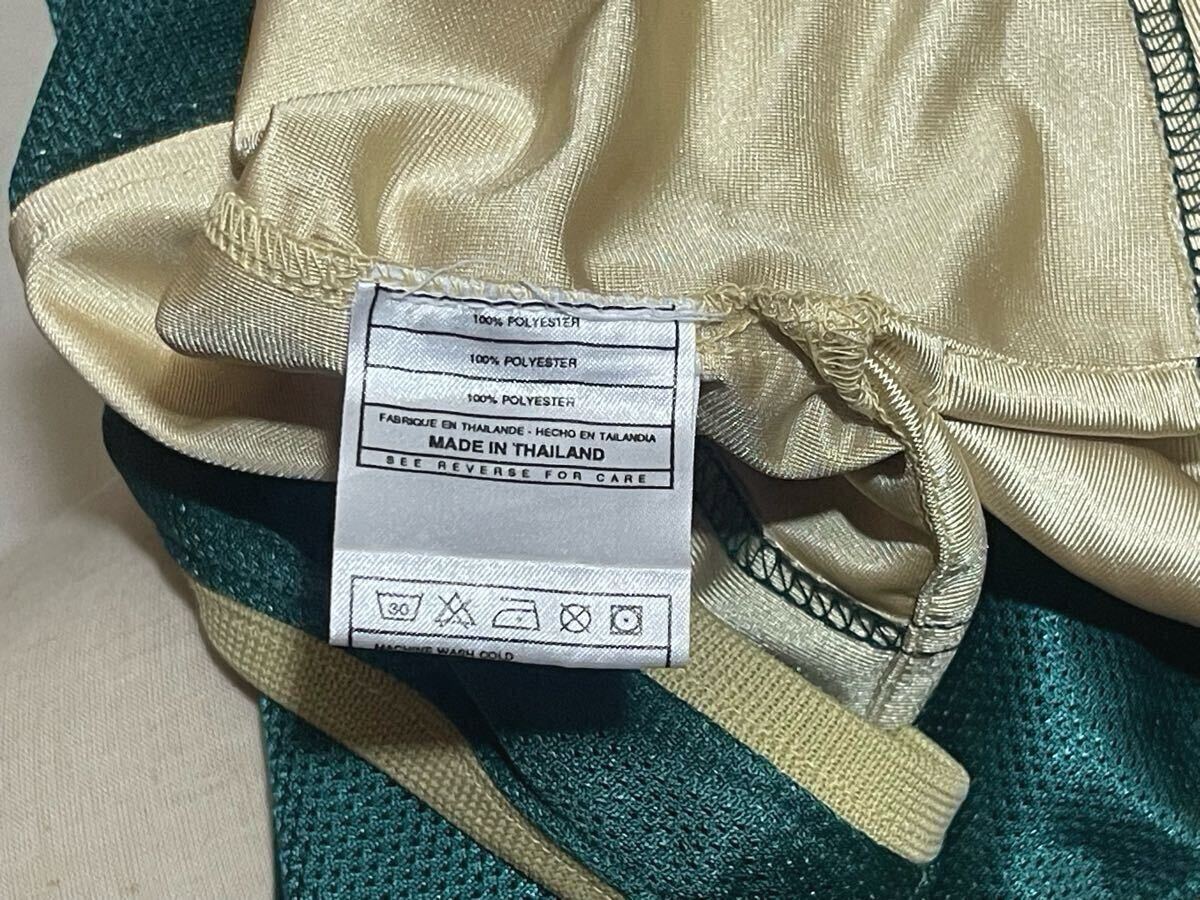 100% POLYESTER
100% POLYESTER
100% POLYESTER
FABRIQUE EN THAILANDE - HECHO EN TAILANDIA
MADE IN THAILAND
SEE REVERSE FOR CARE
30
MACHINE WASH COLD